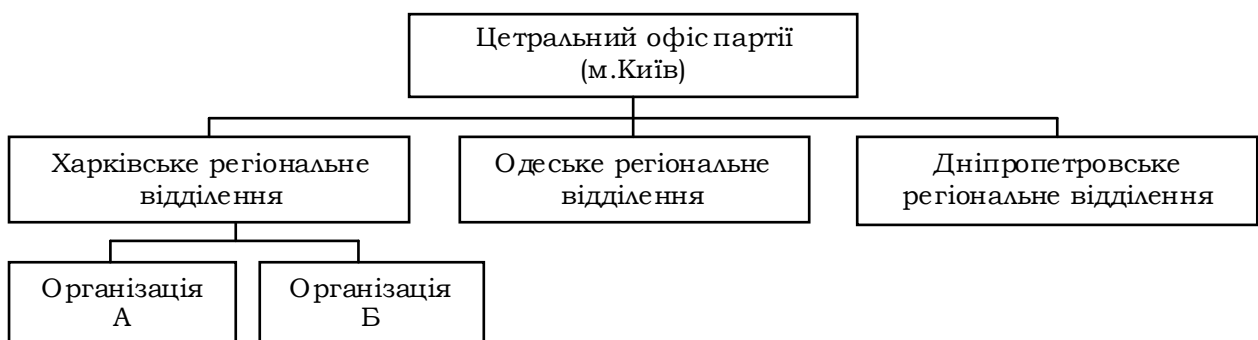 Цетральний офіс партії
(м.Київ)
Харківське регіональне
відділення
Одеське регіональне
відділення
Дніпропетровське
регіональне відділення
Організація
А
Організація
Б